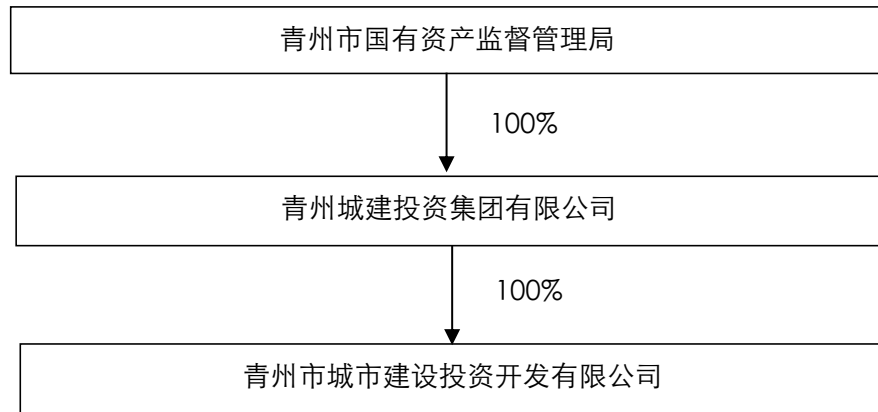 青州市国有资产监督管理局
100%
青州城建投资集团有限公司
100%
青州市城市建设投资开发有限公司